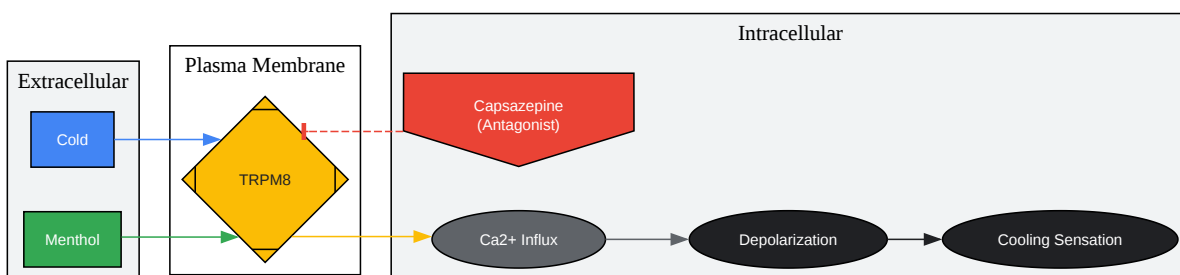 Intracellular
Plasma Membrane
Extracellular
Capsazepine
(Antagonist)
Cold
TRPM8
Menthol
Ca2+ Influx
Depolarization
Cooling Sensation